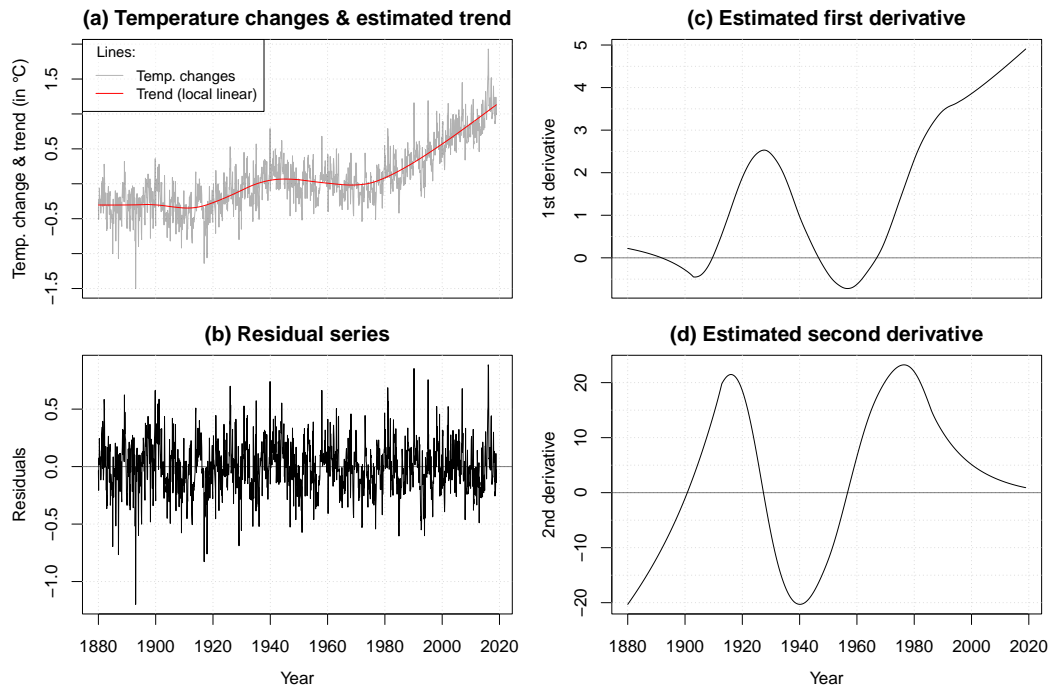 (a) Temperature changes & estimated trend
Temp. change & trend (in °C)
1.5
0.5
−0.5
−1.5
Lines:
Temp. changes
Trend (local linear)
(c) Estimated first derivative
1st derivative
5
4
3
2
1
0
(b) Residual series
Residuals
0.5
0.0
−0.5
−1.0
1880 1900 1920 1940 1960 1980 2000 2020
Year
(d) Estimated second derivative
2nd derivative
20
10
0
−10
−20
1880 1900 1920 1940 1960 1980 2000 2020
Year